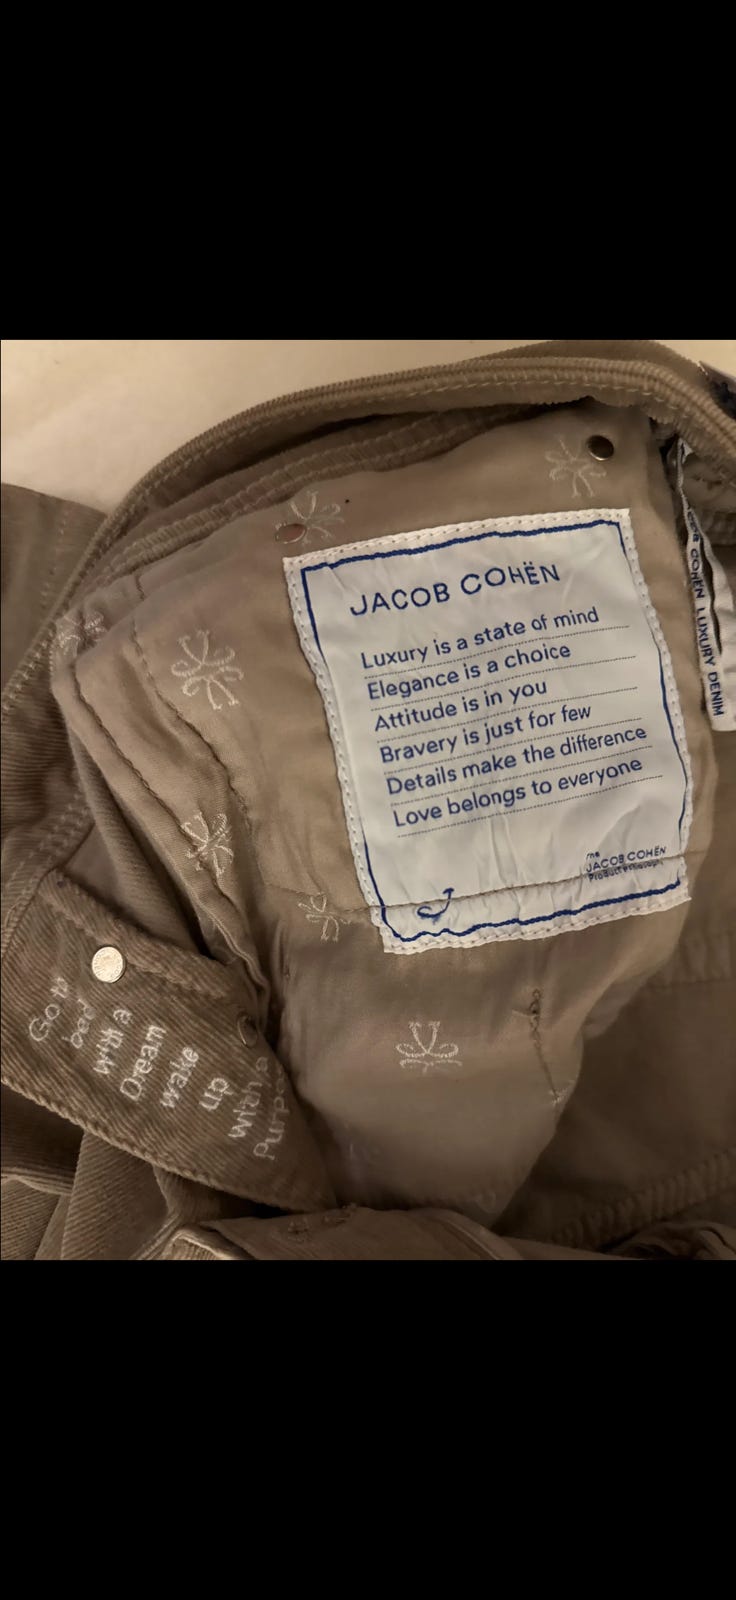 JACOB COHËN
Luxury is a state of mind
Elegance is a choice
Attitude is in you
Bravery is just for few
Details make the difference
Love belongs to everyone
The
JACOB COHËN
Product
JACOB COHËN LUXURY DENIM
Go to
bed
with a
Dream
wake
up
with a